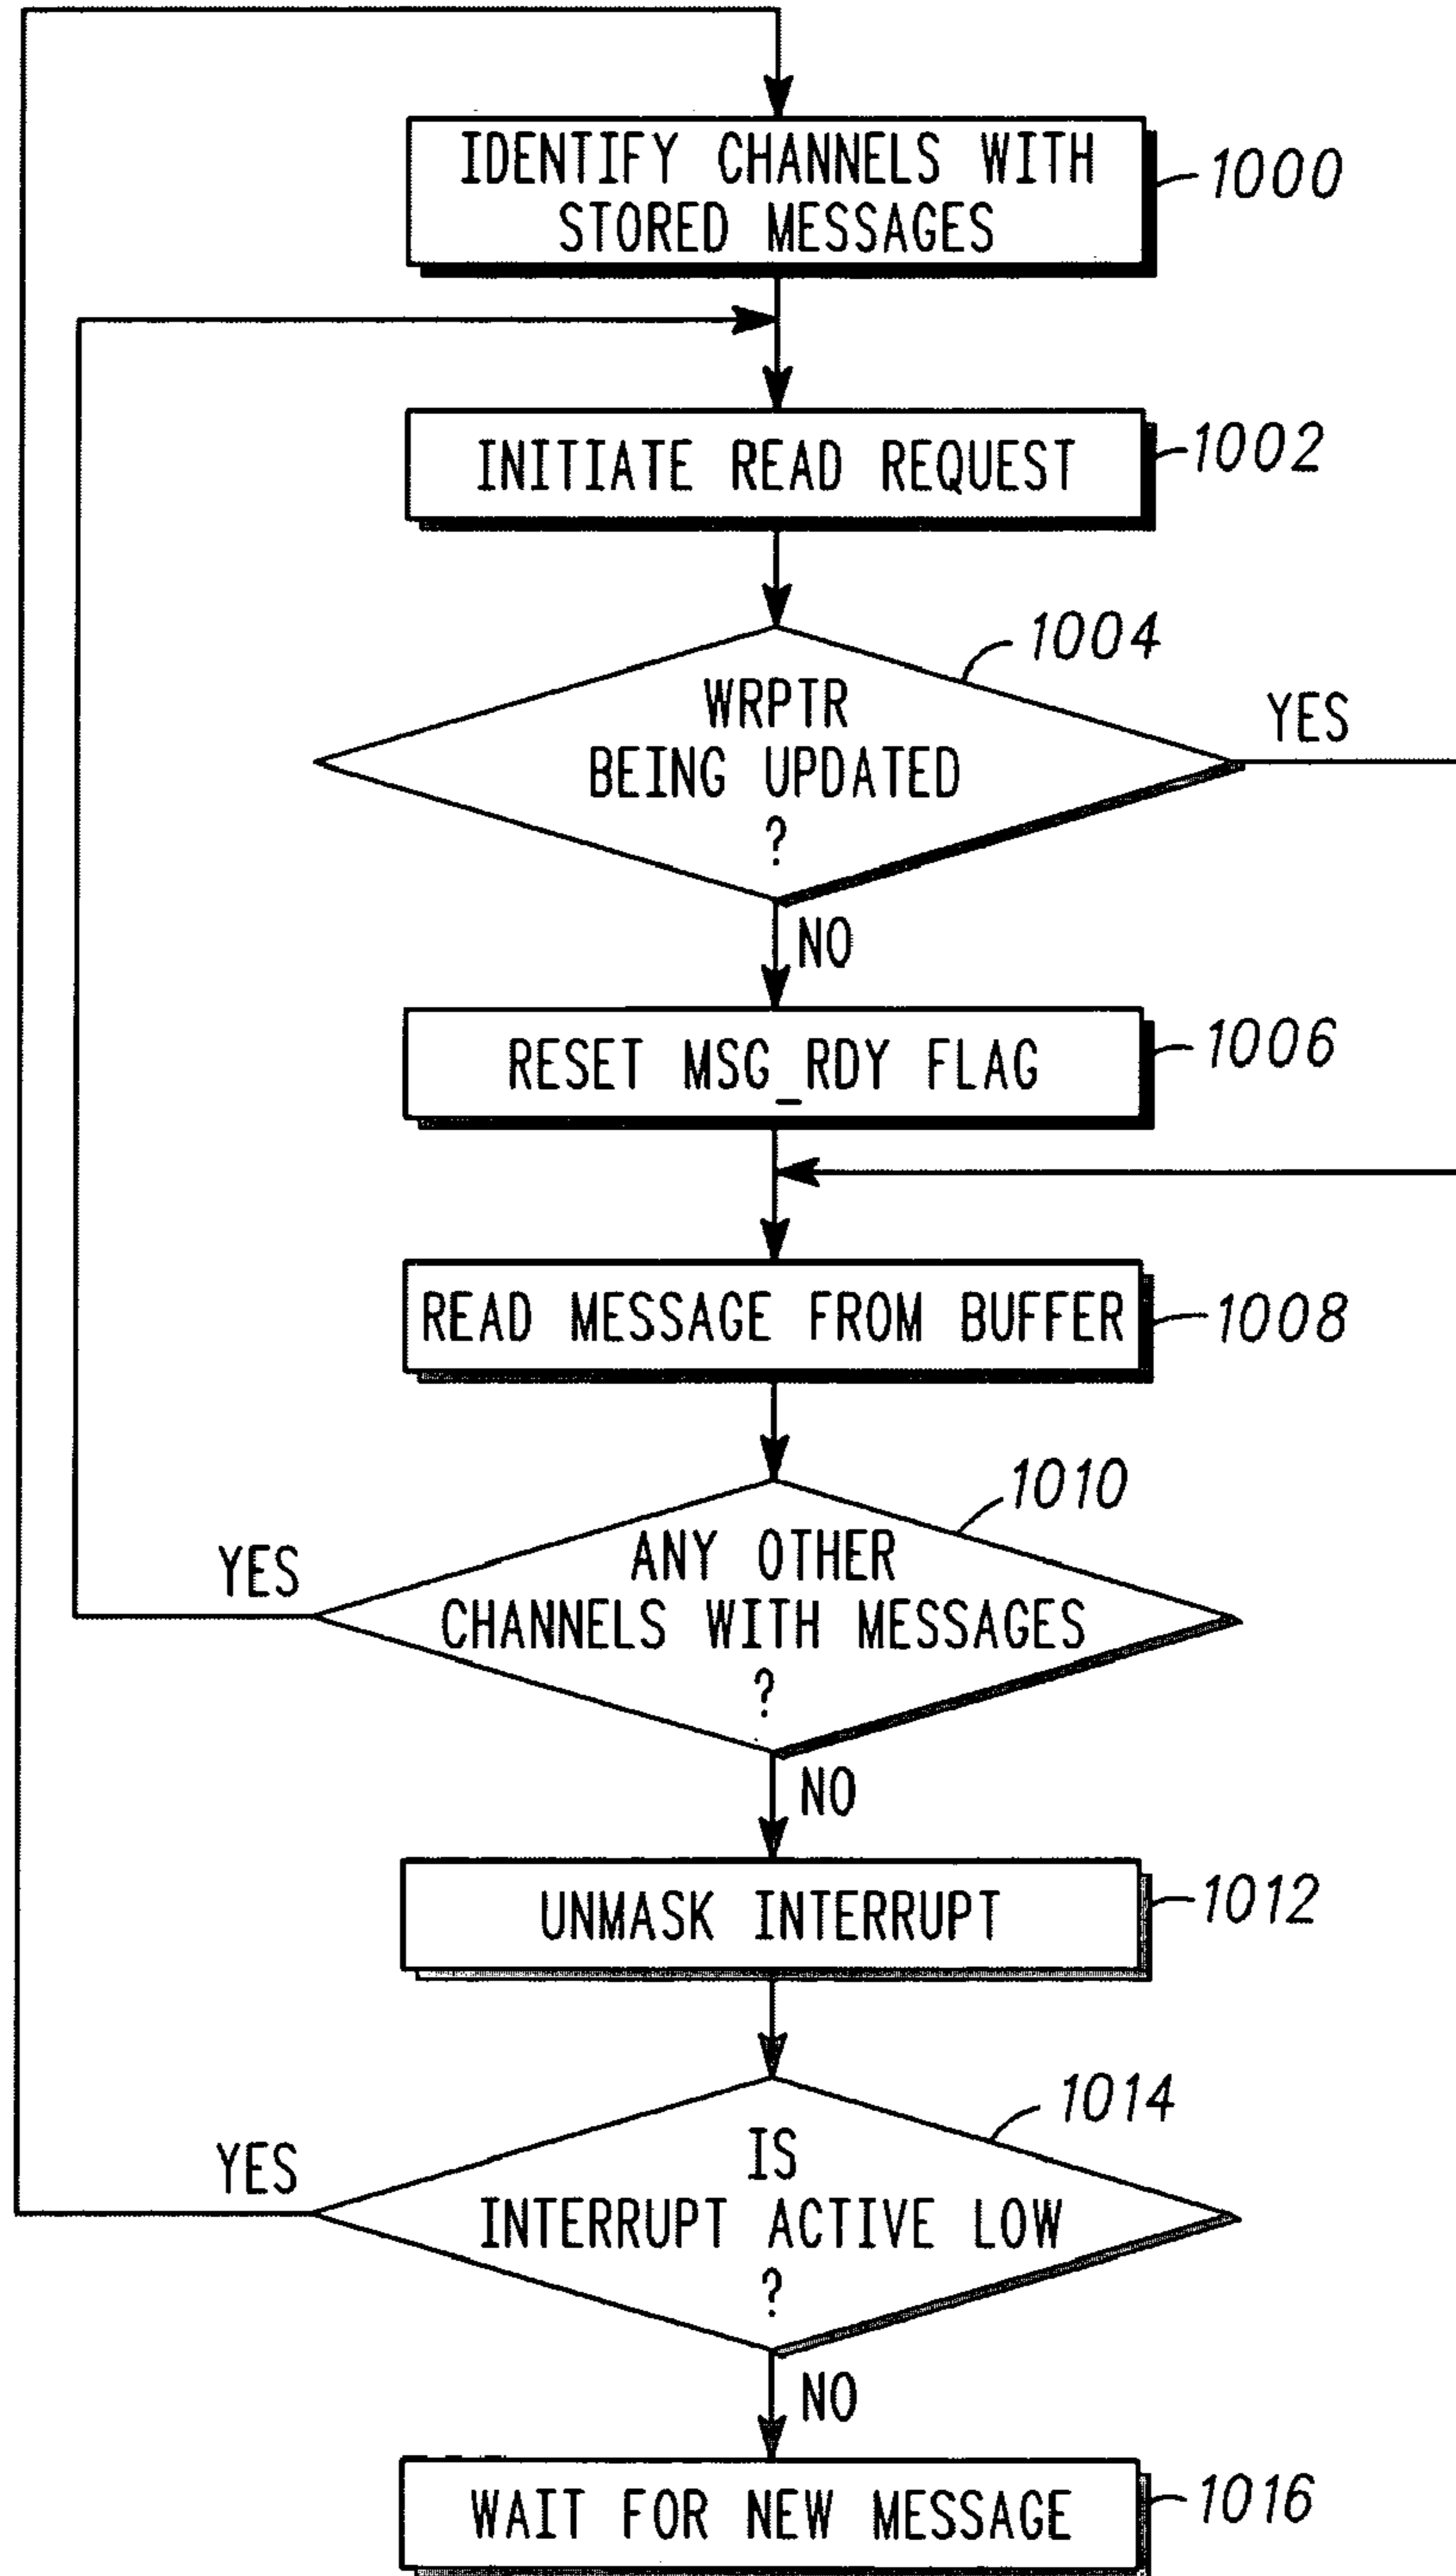 IDENTIFY CHANNELS WITH
STORED MESSAGES
1000
INITIATE READ REQUEST
1002
1004
WRPTR
BEING UPDATED
?
YES
NO
RESET MSG_RDY FLAG
1006
READ MESSAGE FROM BUFFER
1008
1010
ANY OTHER
CHANNELS WITH MESSAGES
?
YES
NO
UNMASK INTERRUPT
1012
1014
IS
INTERRUPT ACTIVE LOW
?
YES
NO
WAIT FOR NEW MESSAGE
1016